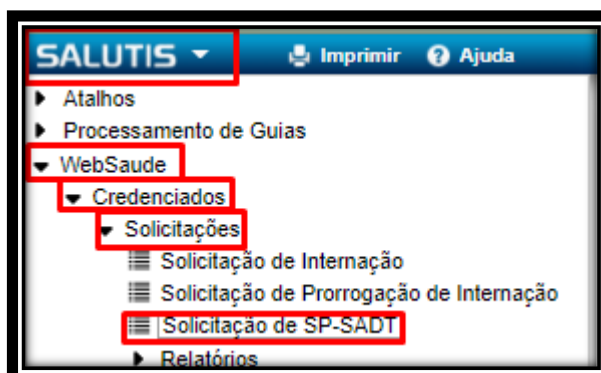 SALUTIS Imprimir Ajuda
Atalhos
Processamento de Guias
WebSaude
Credenciados
Solicitações
Solicitação de Internação
Solicitação de Prorrogação de Internação
Solicitação de SP-SADT
Relatórios